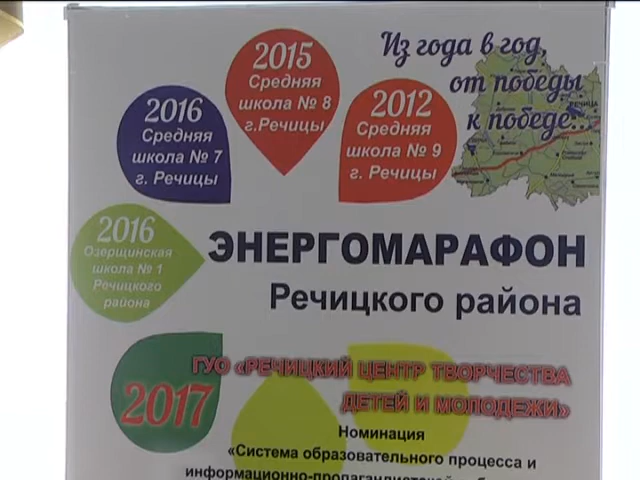 Из года в год,
от победы
к победе...
2015
Средняя
школа № 8
г.Речицы
2012
Средняя
школа № 9
г. Речицы
2016
Средняя
школа № 7
г. Речицы
2016
Озерщинская
школа № 1
Речицкого
района
РЕЧИЦА
ЭНЕРГОМАРАФОН
Речицкого района
2017
ГУО «РЕЧИЦКИЙ ЦЕНТР ТВОРЧЕСТВА
ДЕТЕЙ И МОЛОДЕЖИ»
Номинация
«Система образовательного процесса и